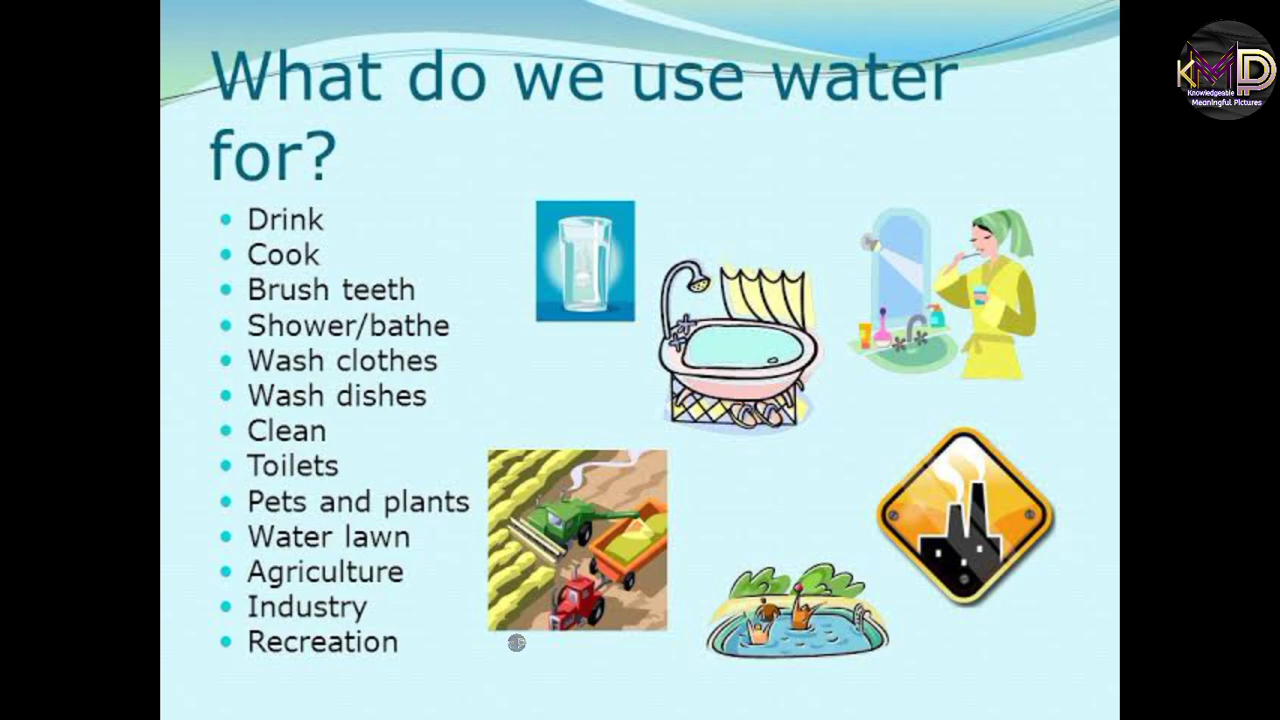 What do we use water
for?
Drink
Cook
Brush teeth
Shower/bathe
Wash clothes
Wash dishes
Clean
Toilets
Pets and plants
Water lawn
Agriculture
Industry
Recreation
KMD
Knowledgeable
Meaningful Pictures